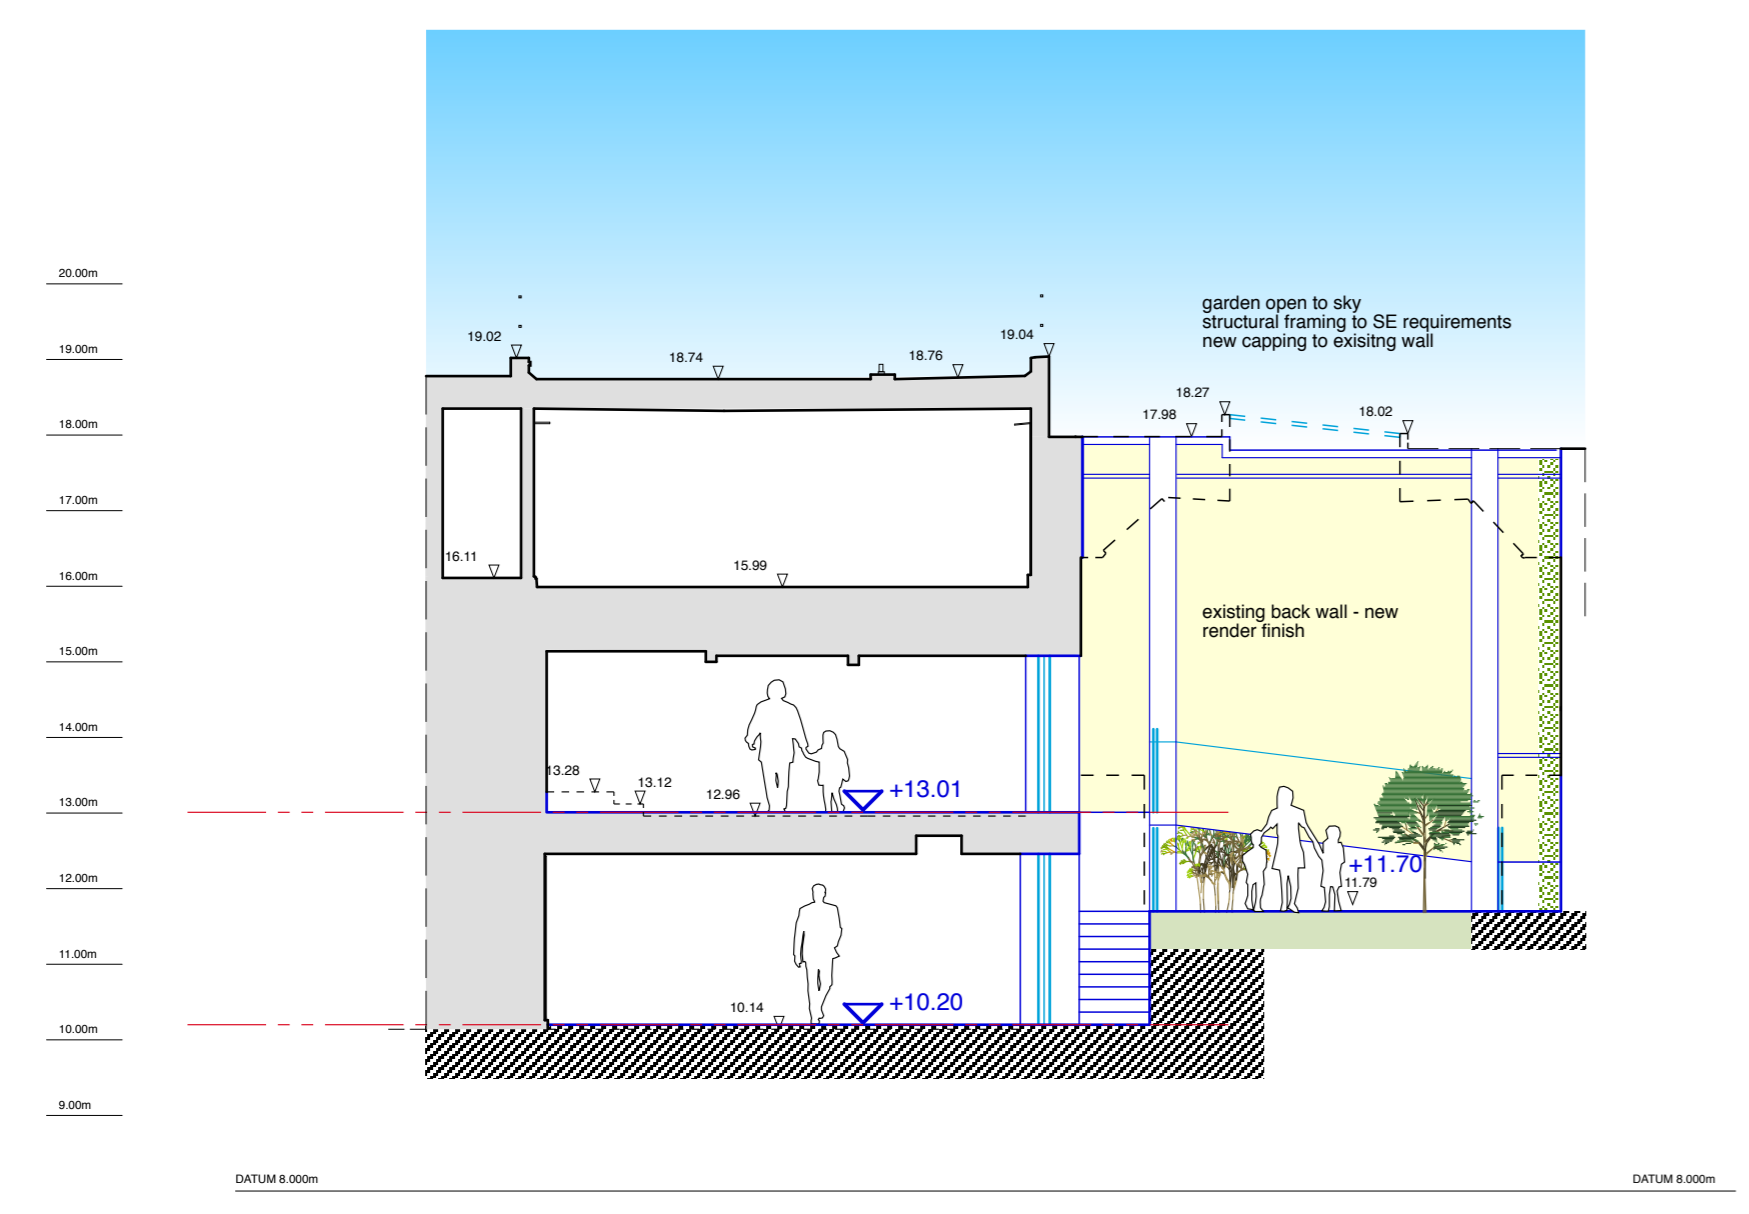 20.00m
garden open to sky
structural framing to SE requirements
new capping to exisitng wall
19.02
19.04
19.00m
18.74
18.76
18.27
17.98
18.02
18.00m
17.00m
16.11
15.99
16.00m
existing back wall - new
render finish
15.00m
14.00m
13.28
13.12
12.96
+13.01
13.00m
+11.70
11.79
12.00m
11.00m
10.14
+10.20
10.00m
9.00m
DATUM 8.000m
DATUM 8.000m